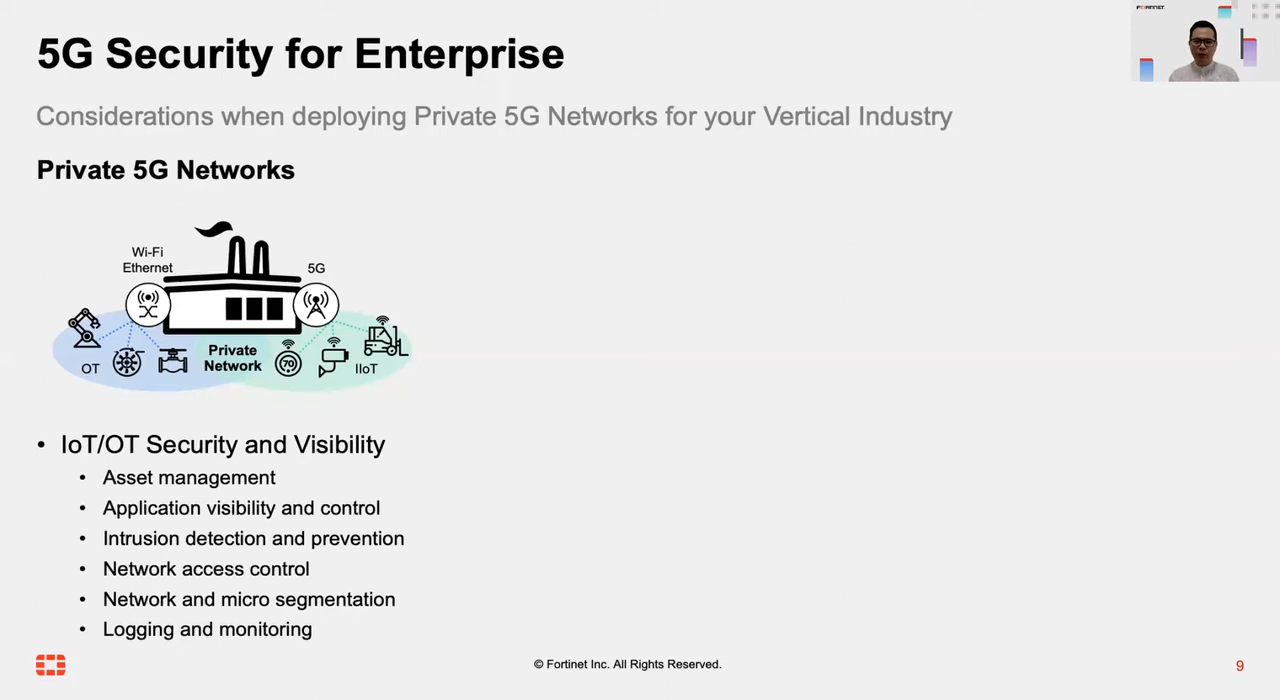 FORTINET
5G Security for Enterprise
Considerations when deploying Private 5G Networks for your Vertical Industry
Private 5G Networks
Wi-Fi
Ethernet
5G
70
Private
Network
OT
IIoT
• IoT/OT Security and Visibility
• Asset management
• Application visibility and control
• Intrusion detection and prevention
• Network access control
• Network and micro segmentation
• Logging and monitoring
© Fortinet Inc. All Rights Reserved.
9